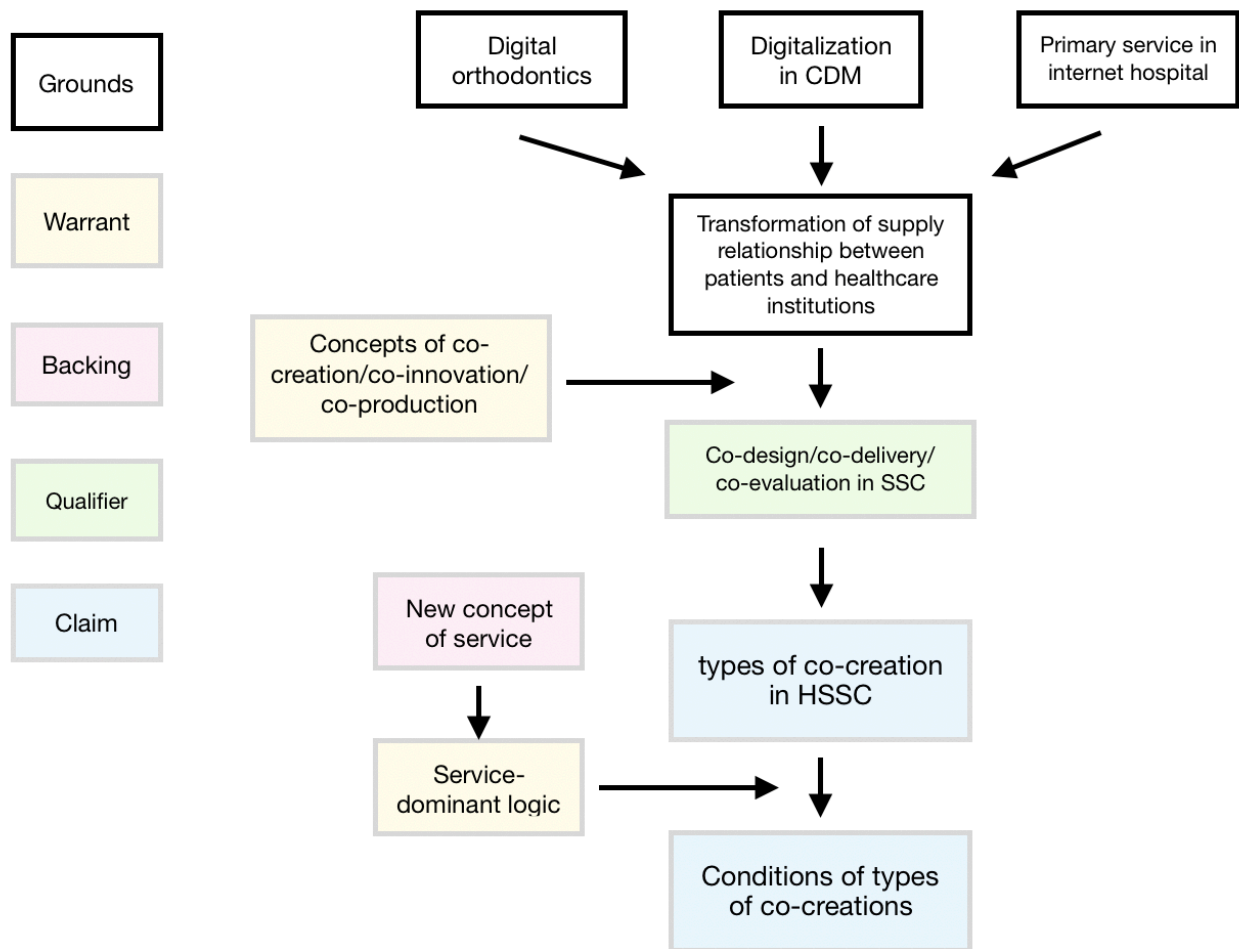 Grounds
Warrant
Backing
Qualifier
Claim
Digital
orthodontics
Digitalization
in CDM
Primary service in
internet hospital
Transformation of supply
relationship between
patients and healthcare
institutions
Concepts of co-
creation/co-innovation/
co-production
Co-design/co-delivery/
co-evaluation in SSC
New concept
of service
types of co-creation
in HSSC
Service-
dominant logic
Conditions of types
of co-creations